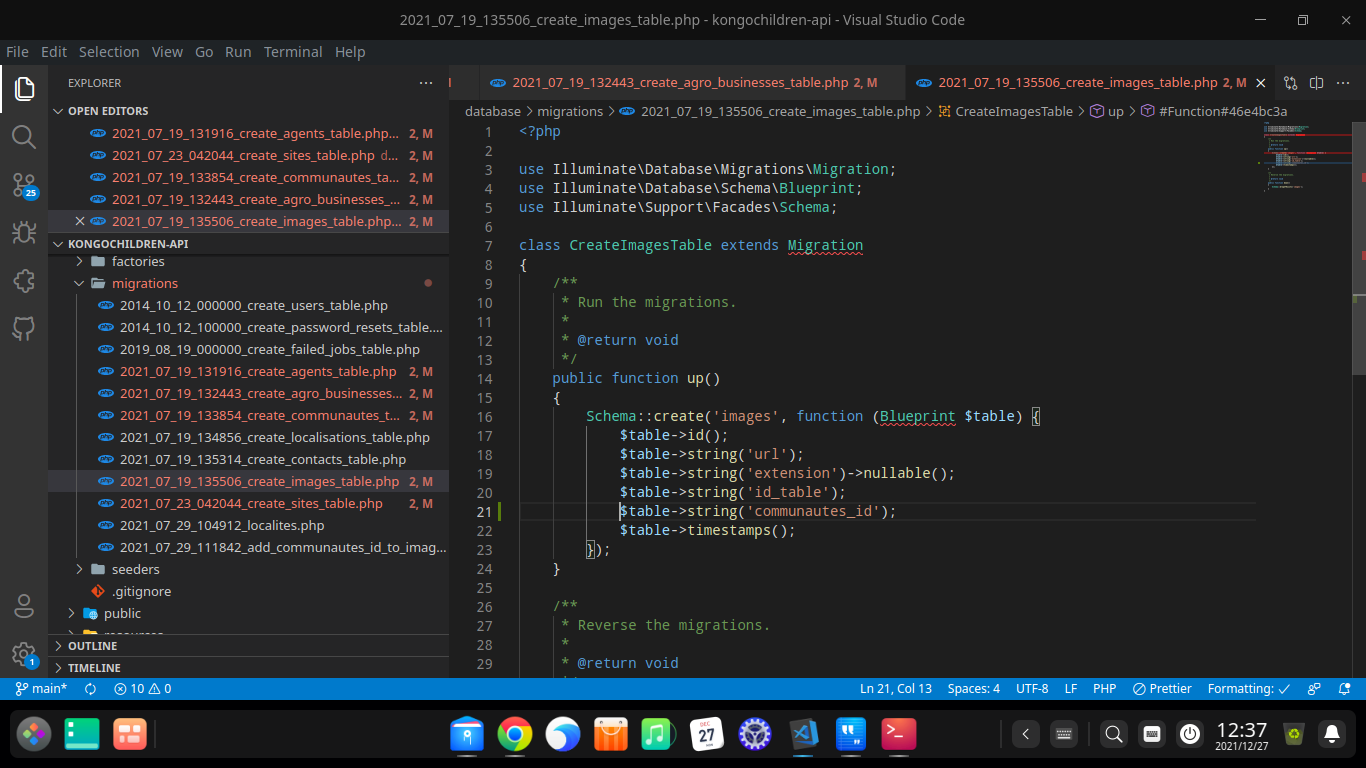 2021_07_19_135506_create_images_table.php - kongochildren-api - Visual Studio Code
File Edit Selection View Go Run Terminal Help
EXPLORER
OPEN EDITORS
2021_07_19_131916_create_agents_table.php... 2, M
2021_07_23_042044_create_sites_table.php d... 2, M
2021_07_19_133854_create_communautes_ta... 2, M
2021_07_19_132443_create_agro_businesses_... 2, M
2021_07_19_135506_create_images_table.php... 2, M
KONGOCHILDREN-API
factories
migrations
2014_10_12_000000_create_users_table.php
2014_10_12_100000_create_password_resets_table....
2019_08_19_000000_create_failed_jobs_table.php
2021_07_19_131916_create_agents_table.php 2, M
2021_07_19_132443_create_agro_businesses... 2, M
2021_07_19_133854_create_communautes_t... 2, M
2021_07_19_134856_create_localisations_table.php
2021_07_19_135314_create_contacts_table.php
2021_07_19_135506_create_images_table.php 2, M
2021_07_23_042044_create_sites_table.php 2, M
2021_07_29_104912_localites.php
2021_07_29_111842_add_communautes_id_to_imag...
seeders
.gitignore
public
OUTLINE
TIMELINE
25
1
M 2021_07_19_132443_create_agro_businesses_table.php 2, M 2021_07_19_135506_create_images_table.php 2, M
database > migrations > 2021_07_19_135506_create_images_table.php > CreateImagesTable > up > #Function#46e4bc3a
1 <?php
2
3 use Illuminate\Database\Migrations\Migration;
4 use Illuminate\Database\Schema\Blueprint;
5 use Illuminate\Support\Facades\Schema;
6
7 class CreateImagesTable extends Migration
8 {
9 /**
10 * Run the migrations.
11 *
12 * @return void
13 */
14 public function up()
15 {
16 Schema::create('images', function (Blueprint $table) {
17 $table->id();
18 $table->string('url');
19 $table->string('extension')->nullable();
20 $table->string('id_table');
21 $table->string('communautes_id');
22 $table->timestamps();
23 });
24 }
25
26 /**
27 * Reverse the migrations.
28 *
29 * @return void
main* 10 0 Ln 21, Col 13 Spaces: 4 UTF-8 LF PHP Prettier Formatting: ✓
DEC
27
12:37
2021/12/27